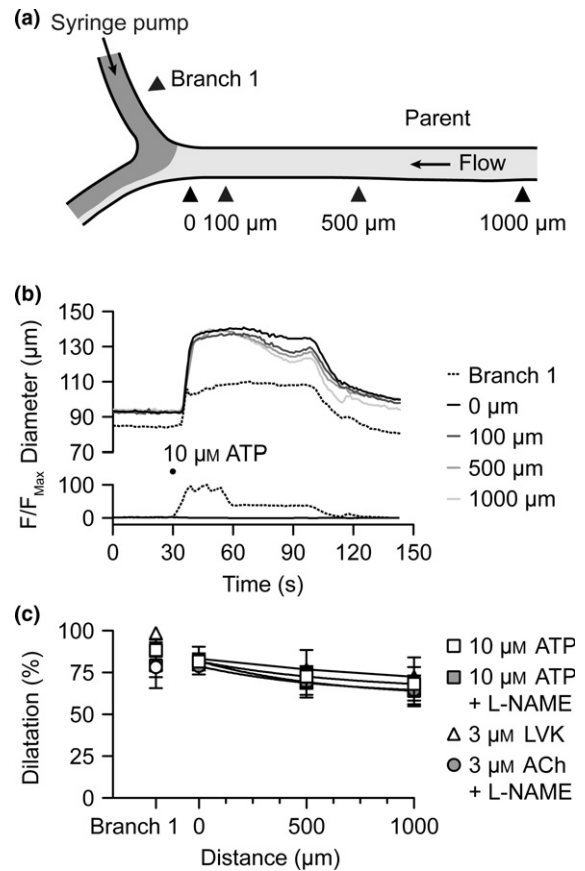 (a)
Syringe pump
Branch 1
Parent
Flow
0 100 µm 500 µm 1000 µm
(b)
Diameter (µm)
150
130
110
90
70
10 µM ATP
F/FMax
100
0
0 30 60 90 120 150
Time (s)
Branch 1
0 µm
100 µm
500 µm
1000 µm
(c)
Dilatation (%)
100
75
50
25
0
Branch 1 0 500 1000
Distance (µm)
10 µM ATP
10 µM ATP
+ L-NAME
3 µM LVK
3 µM ACh
+ L-NAME